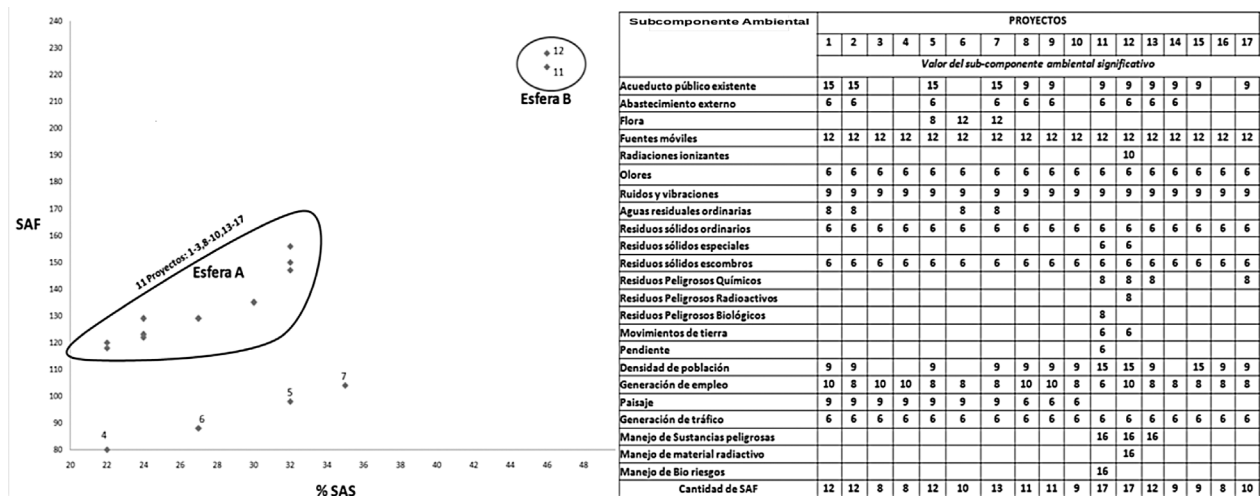 240
230
220
210
200
190
180
170
160
150
140
130
120
110
100
90
80
SAF
12
11
Esfera B
11 Proyectos: 1-3,8-10,13-17
Esfera A
7
5
6
4
20 22 24 26 28 30 32 34 36 38 40 42 44 46 48
% SAS
Subcomponente Ambiental PROYECTOS
1 2 3 4 5 6 7 8 9 10 11 12 13 14 15 16 17
Valor del sub-componente ambiental significativo
Acueducto público existente 15 15 15 15 9 9 9 9 9 9 9 9
Abastecimiento externo 6 6 6 6 6 6 6 6 6 6
Flora 8 12 12
Fuentes móviles 12 12 12 12 12 12 12 12 12 12 12 12 12 12 12 12 12
Radiaciones ionizantes 10
Olores 6 6 6 6 6 6 6 6 6 6 6 6 6 6 6 6 6
Ruidos y vibraciones 9 9 9 9 9 9 9 9 9 9 9 9 9 9 9 9 9
Aguas residuales ordinarias 8 8 8 8
Residuos sólidos ordinarios 6 6 6 6 6 6 6 6 6 6 6 6 6 6 6 6 6
Residuos sólidos especiales 6 6
Residuos sólidos escombros 6 6 6 6 6 6 6 6 6 6 6 6 6 6 6 6 6
Residuos Peligrosos Químicos 8 8 8 8
Residuos Peligrosos Radioactivos 8
Residuos Peligrosos Biológicos 8
Movimientos de tierra 6 6
Pendiente 6
Densidad de población 9 9 9 9 9 9 9 15 15 9 15 9 9
Generación de empleo 10 8 10 10 8 8 8 10 10 8 6 10 8 8 8 8 8
Paisaje 9 9 9 9 9 9 9 6 6 6
Generación de tráfico 6 6 6 6 6 6 6 6 6 6 6 6 6 6 6 6 6
Manejo de Sustancias peligrosas 16 16 16
Manejo de material radiactivo 16
Manejo de Bio riesgos 16
Cantidad de SAF 12 12 8 8 12 10 13 11 11 9 17 17 12 9 9 8 10